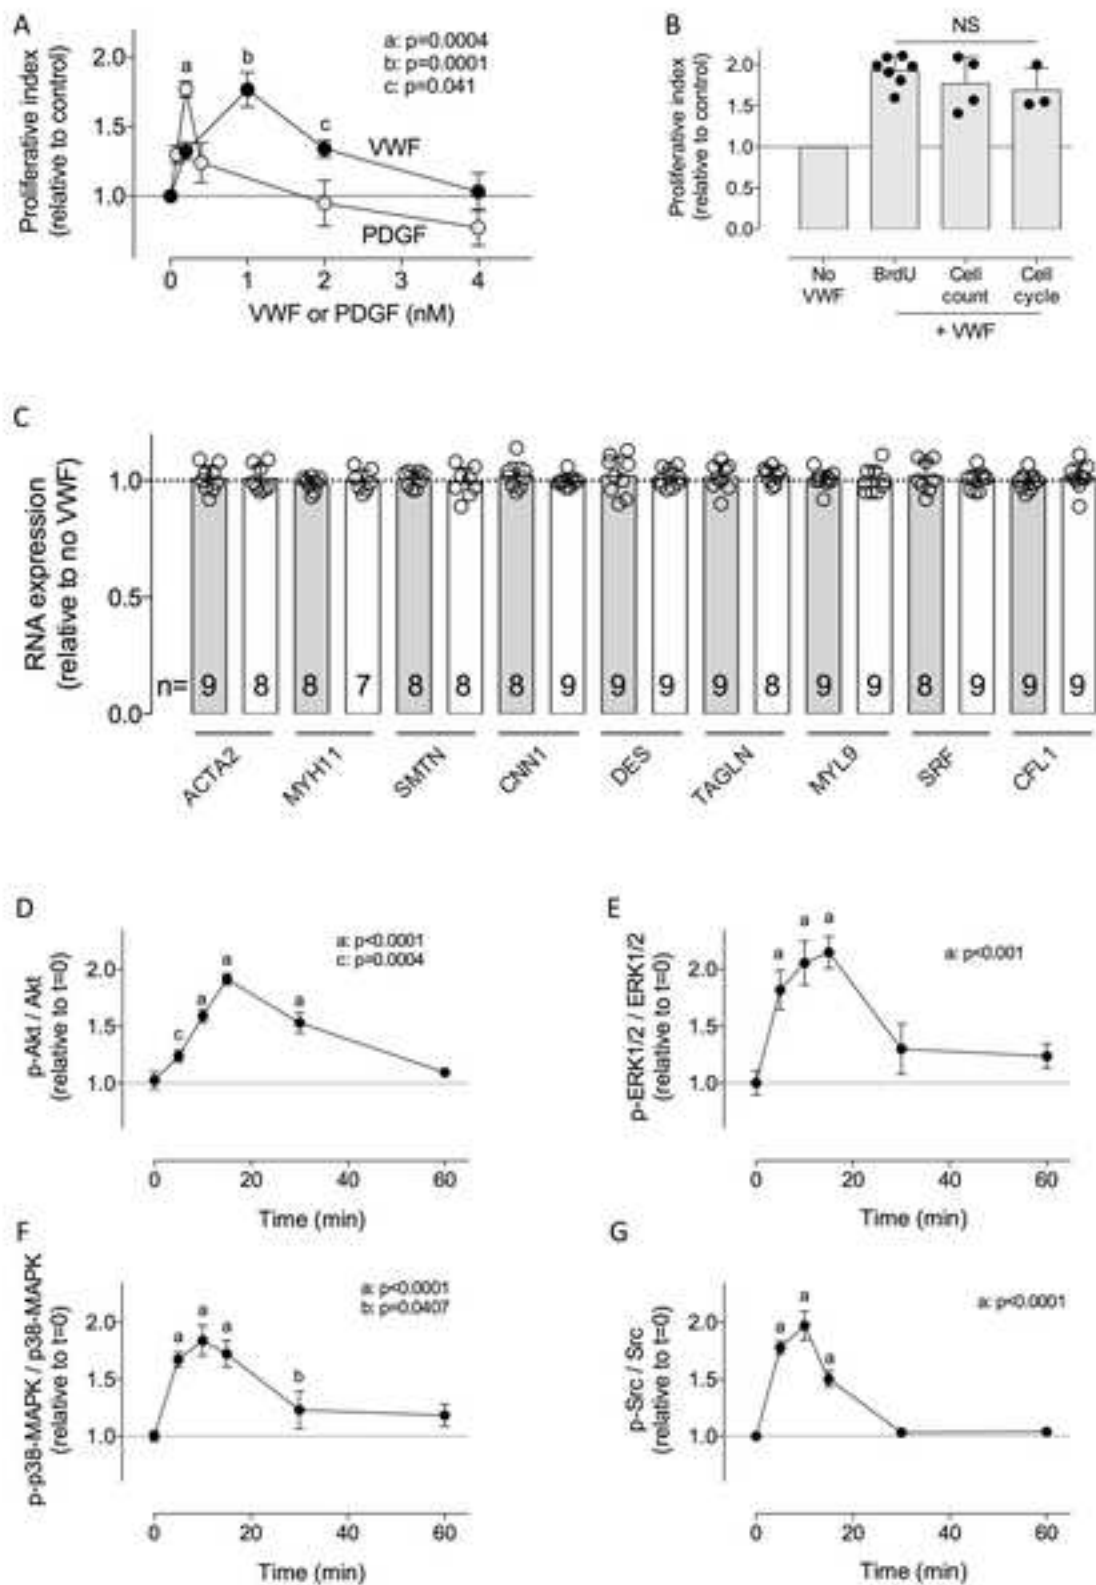 A
Proliferative index
(relative to control)
2.0
1.5
1.0
a
b
c
a: p=0.0004
b: p=0.0001
c: p=0.041
VWF
PDGF
0
1
2
3
4
VWF or PDGF (nM)
B
Proliferative index
(relative to control)
NS
2.0
1.5
1.0
0.5
0.0
No
VWF
BrdU
Cell
count
Cell
cycle
+ VWF
C
RNA expression
(relative to no VWF)
1.0
0.5
0.0
n= 9 8 8 7 8 8 8 9 9 9 9 8 9 9 8 9 9 9
ACTA2
MYH11
SMTN
CNN1
DES
TAGLN
MYL9
SRF
CFL1
D
p-Akt / Akt
(relative to t=0)
2.0
1.5
1.0
c
a
a
a
a: p<0.0001
c: p=0.0004
0
20
40
60
Time (min)
E
p-ERK1/2 / ERK1/2
(relative to t=0)
2.0
1.5
1.0
a
a
a
a: p<0.001
0
20
40
60
Time (min)
F
p-p38-MAPK / p38-MAPK
(relative to t=0)
2.0
1.5
1.0
a
a
a
b
a: p<0.0001
b: p=0.0407
0
20
40
60
Time (min)
G
p-Src / Src
(relative to t=0)
2.0
1.5
1.0
a
a
a
a: p<0.0001
0
20
40
60
Time (min)